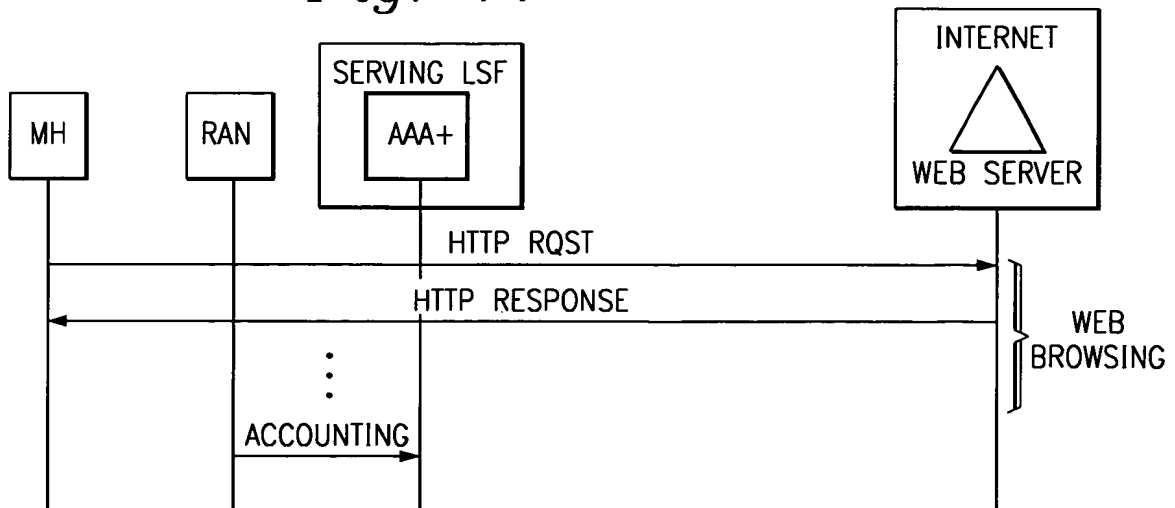 INTERNET
SERVING LSF
MH
RAN
AAA+
WEB SERVER
HTTP RQST
HTTP RESPONSE
WEB
BROWSING
ACCOUNTING